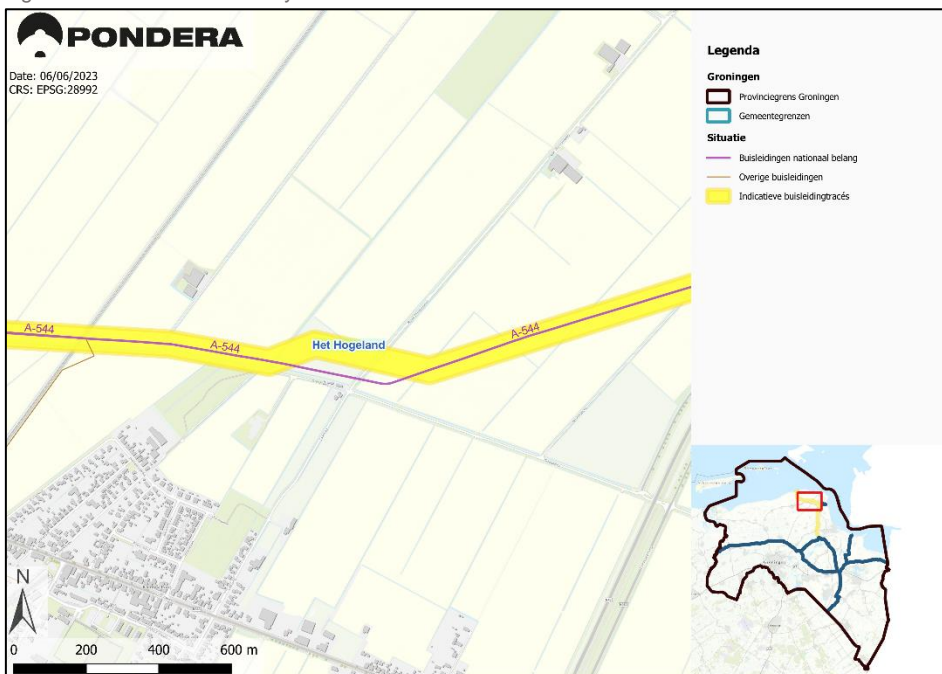 PONDERA
Date: 06/06/2023
CRS: EPSG:28992
A-544
A-544
Het Hogeland
A-544
N
0 200 400 600 m
Legenda
Groningen
Provinciegrens Groningen
Gemeentegrenzen
Situatie
Buisleidingen nationaal belang
Overige buisleidingen
Indicatieve buisleidingtracés